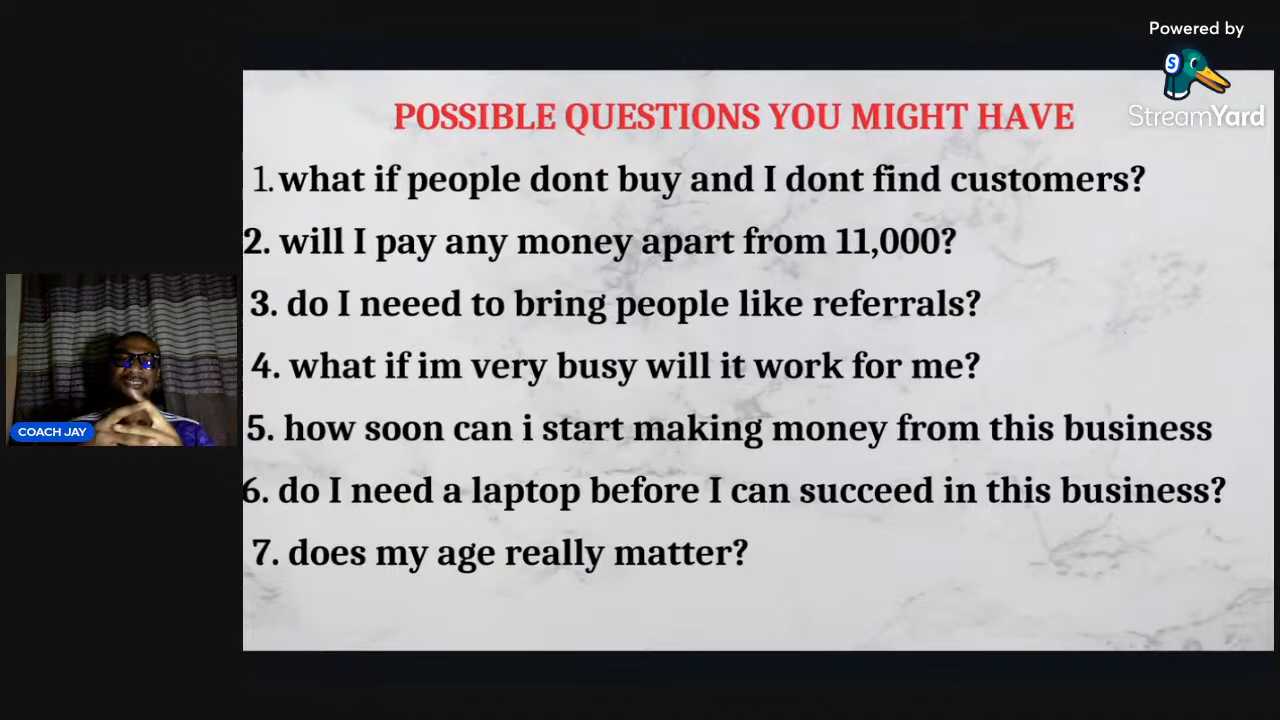 Powered by
StreamYard
POSSIBLE QUESTIONS YOU MIGHT HAVE
1. what if people dont buy and I dont find customers?
2. will I pay any money apart from 11,000?
3. do I neeed to bring people like referrals?
4. what if im very busy will it work for me?
5. how soon can i start making money from this business
6. do I need a laptop before I can succeed in this business?
7. does my age really matter?
COACH JAY